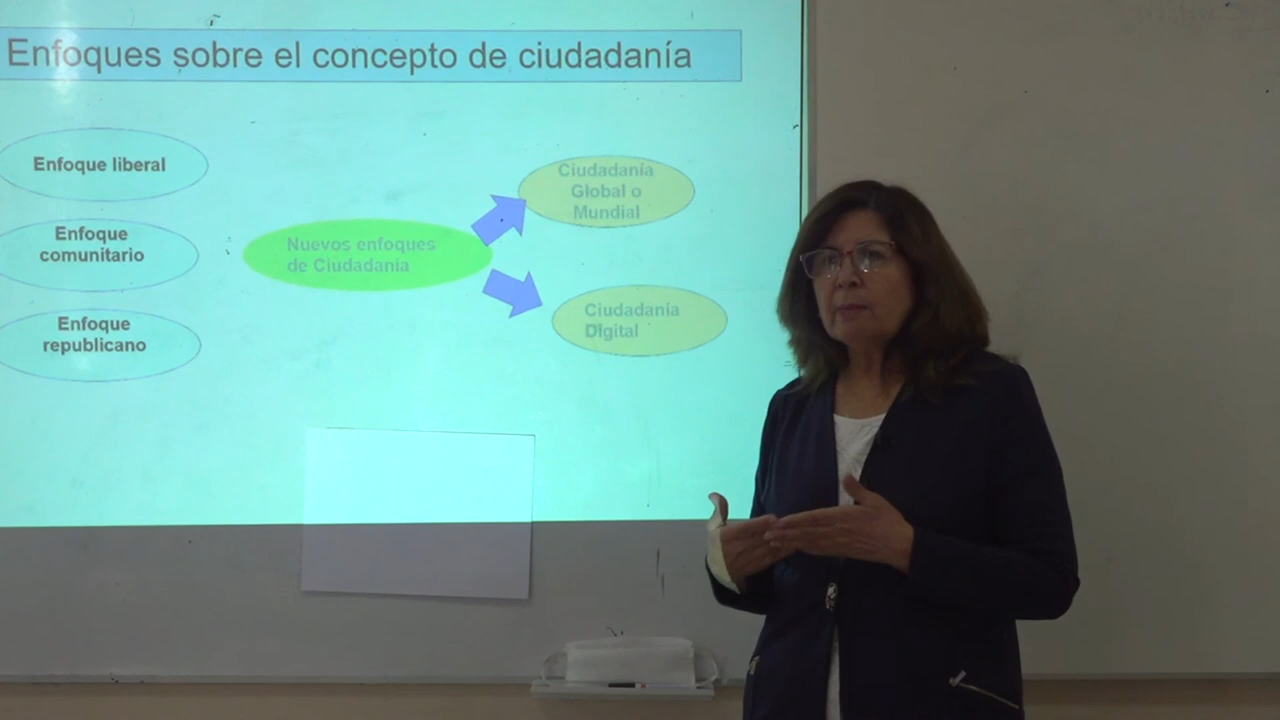 Enfoques sobre el concepto de ciudadanía
Enfoque liberal
Enfoque
comunitario
Enfoque
republicano
Nuevos enfoques
de Ciudadanía
Ciudadanía
Global o
Mundial
Ciudadanía
Digital